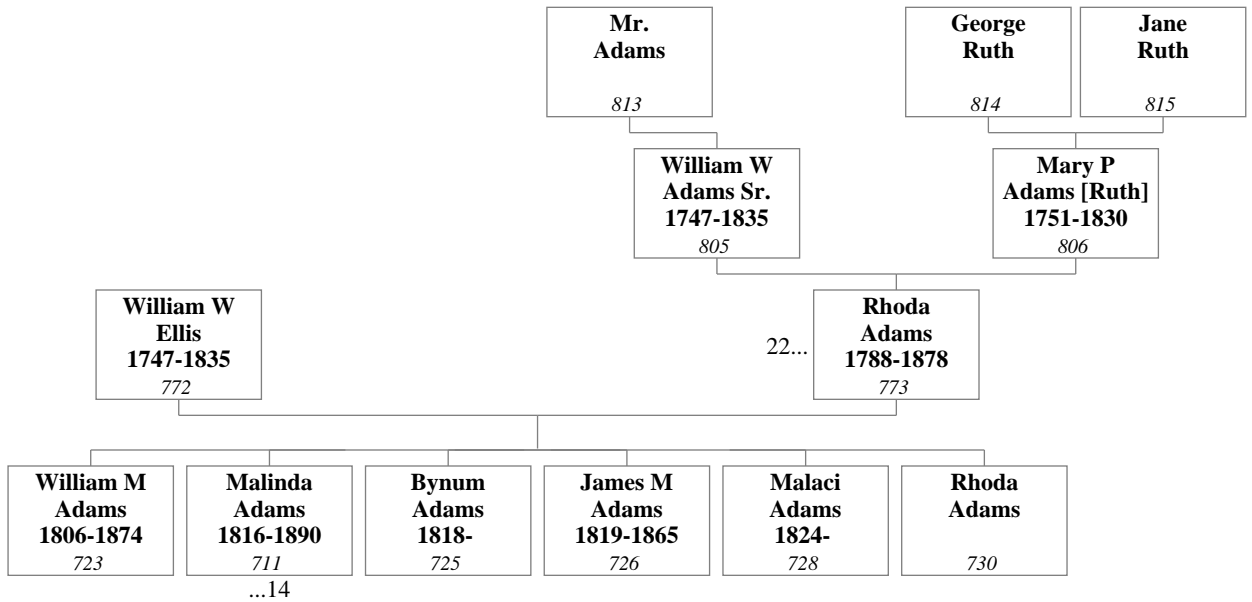 Mr.
Adams
813
George
Ruth
814
Jane
Ruth
815
William W
Adams Sr.
1747-1835
805
Mary P
Adams [Ruth]
1751-1830
806
William W
Ellis
1747-1835
772
22...
Rhoda
Adams
1788-1878
773
William M
Adams
1806-1874
723
Malinda
Adams
1816-1890
711
...14
Bynum
Adams
1818-
725
James M
Adams
1819-1865
726
Malaci
Adams
1824-
728
Rhoda
Adams
730